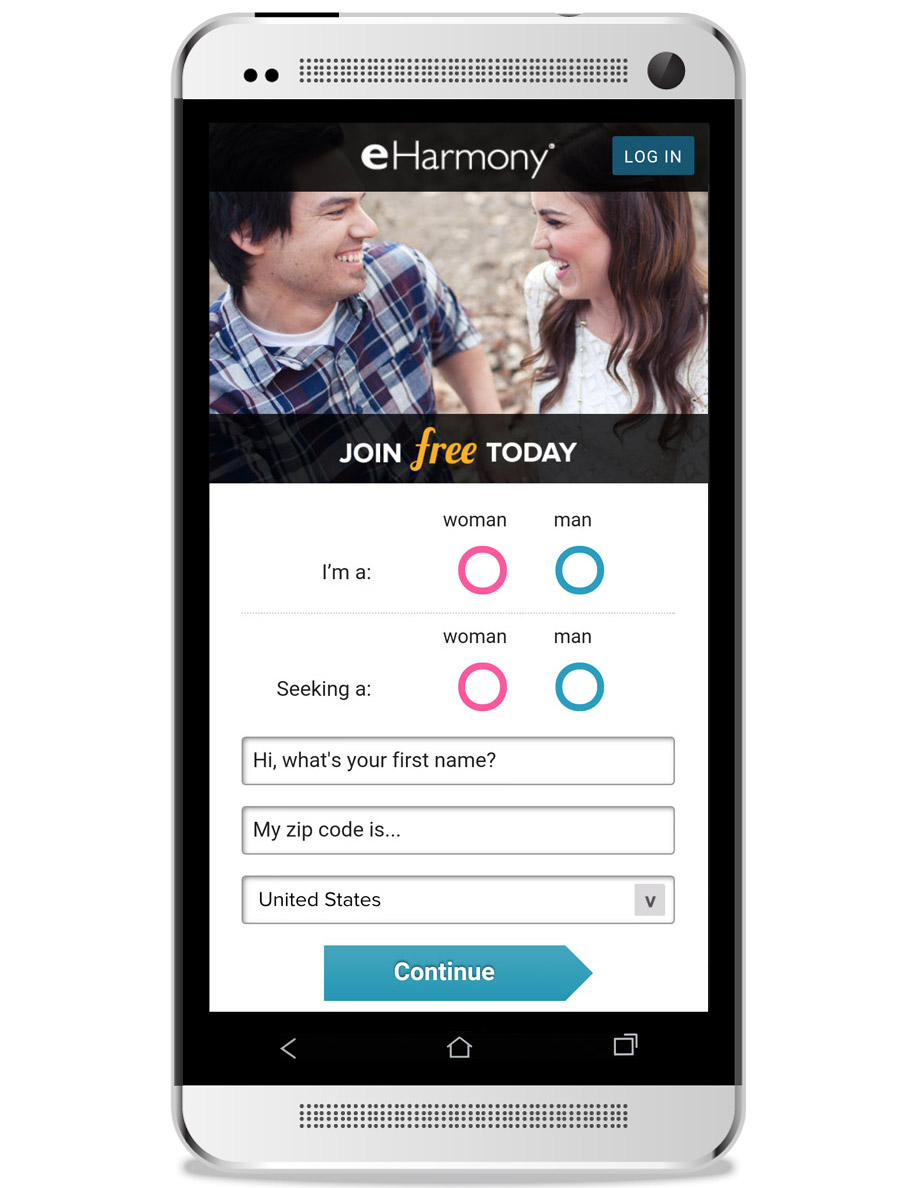 eHarmony®
LOG IN
JOIN free TODAY
woman man
I’m a:
woman man
Seeking a:
Hi, what's your first name?
My zip code is...
United States v
Continue